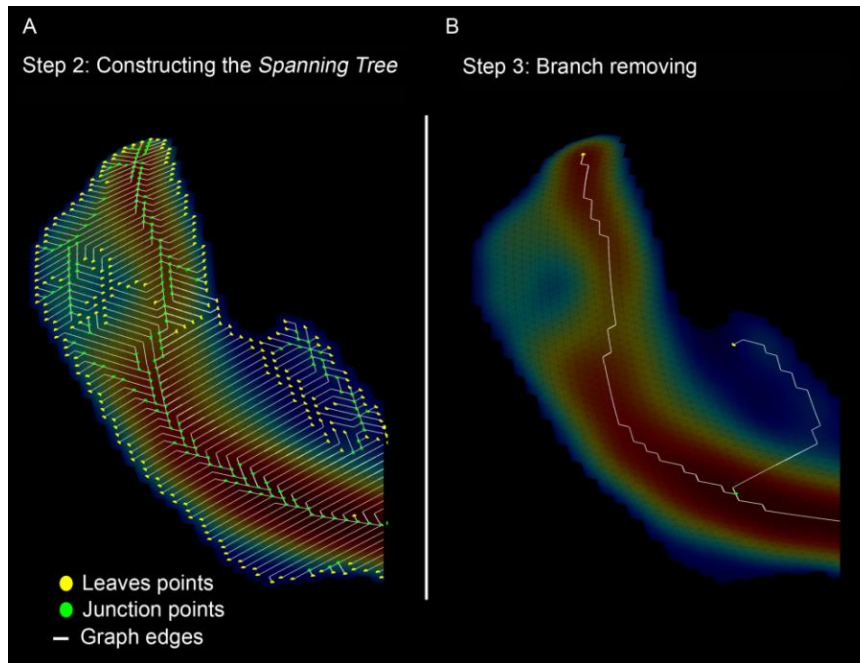 A
Step 2: Constructing the Spanning Tree
B
Step 3: Branch removing
Leaves points
Junction points
Graph edges